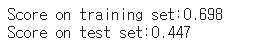 Score on training set:0.698
Score on test set:0.447